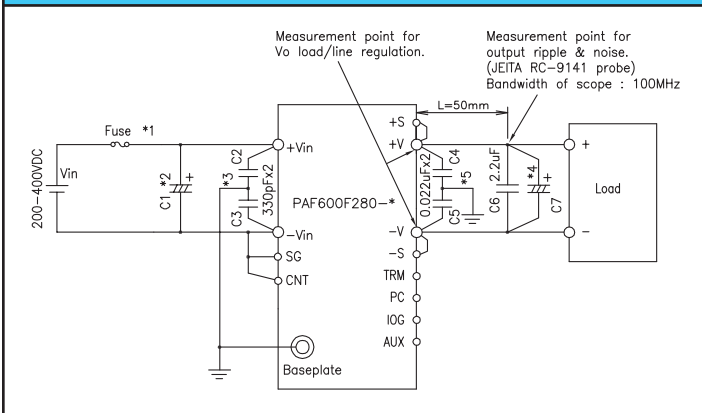 Measurement point for
Vo load/line regulation.
Measurement point for
output ripple & noise.
(JEITA RC-9141 probe)
Bandwidth of scope : 100MHz
L=50mm
Fuse *1
+S
+Vin
+V
200-400VDC
Vin
C1 *2
+
*3
C2
C3
330pFx2
PAF600F280-*
0.022uFx2
C4
C5
*5
2.2uF
C6
*4
+
C7
+
Load
-
-Vin
-V
SG
-S
CNT
TRM
PC
IOG
AUX
Baseplate